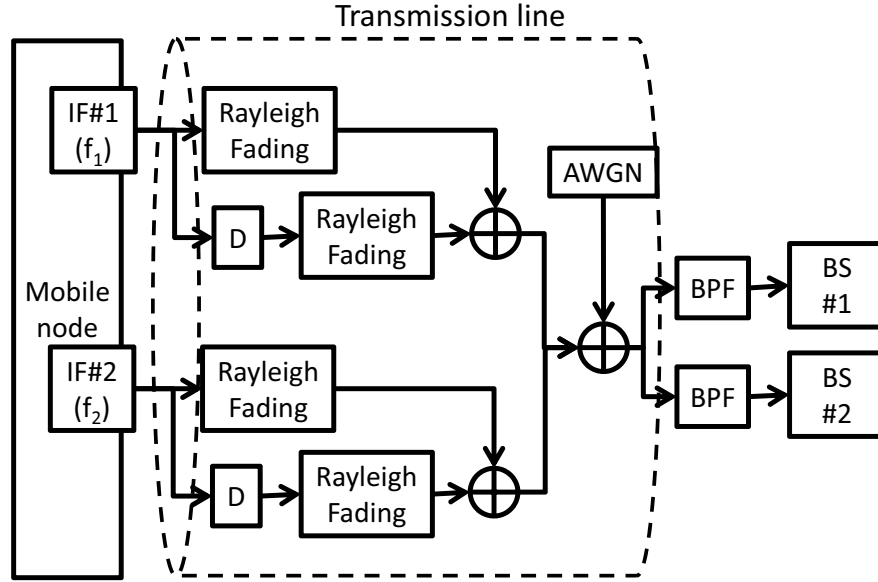 Transmission line
IF#1
(f₁)
Rayleigh
Fading
AWGN
D
Rayleigh
Fading
BPF
BS
#1
Mobile
node
IF#2
(f₂)
Rayleigh
Fading
BPF
BS
#2
D
Rayleigh
Fading